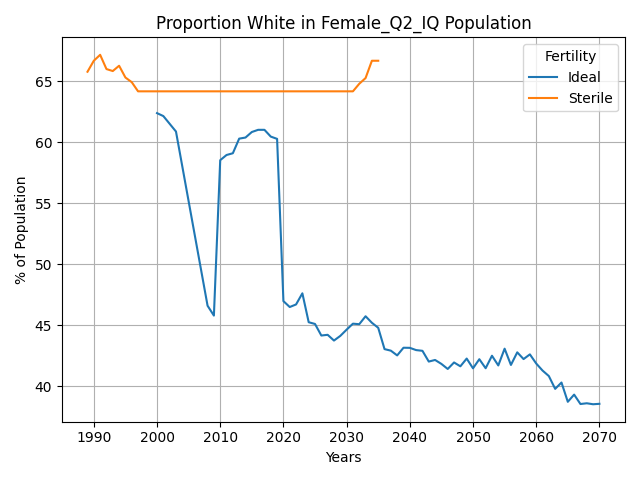 Proportion White in Female_Q2_IQ Population
Fertility
Ideal
Sterile
% of Population
65
60
55
50
45
40
1990 2000 2010 2020 2030 2040 2050 2060 2070
Years